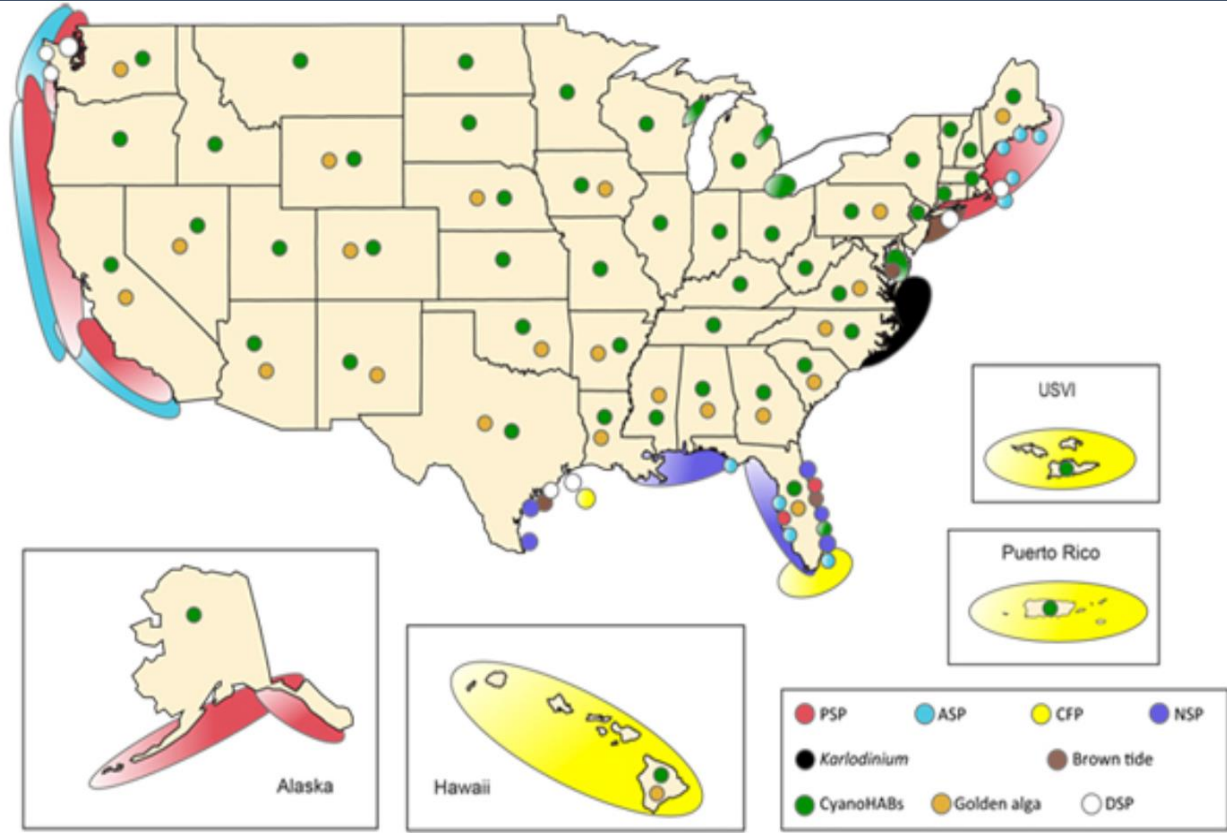 USVI
Puerto Rico
Alaska
Hawaii
PSP ASP CFP NSP
Karlodinium Brown tide
CyanoHABs Golden alga DSP